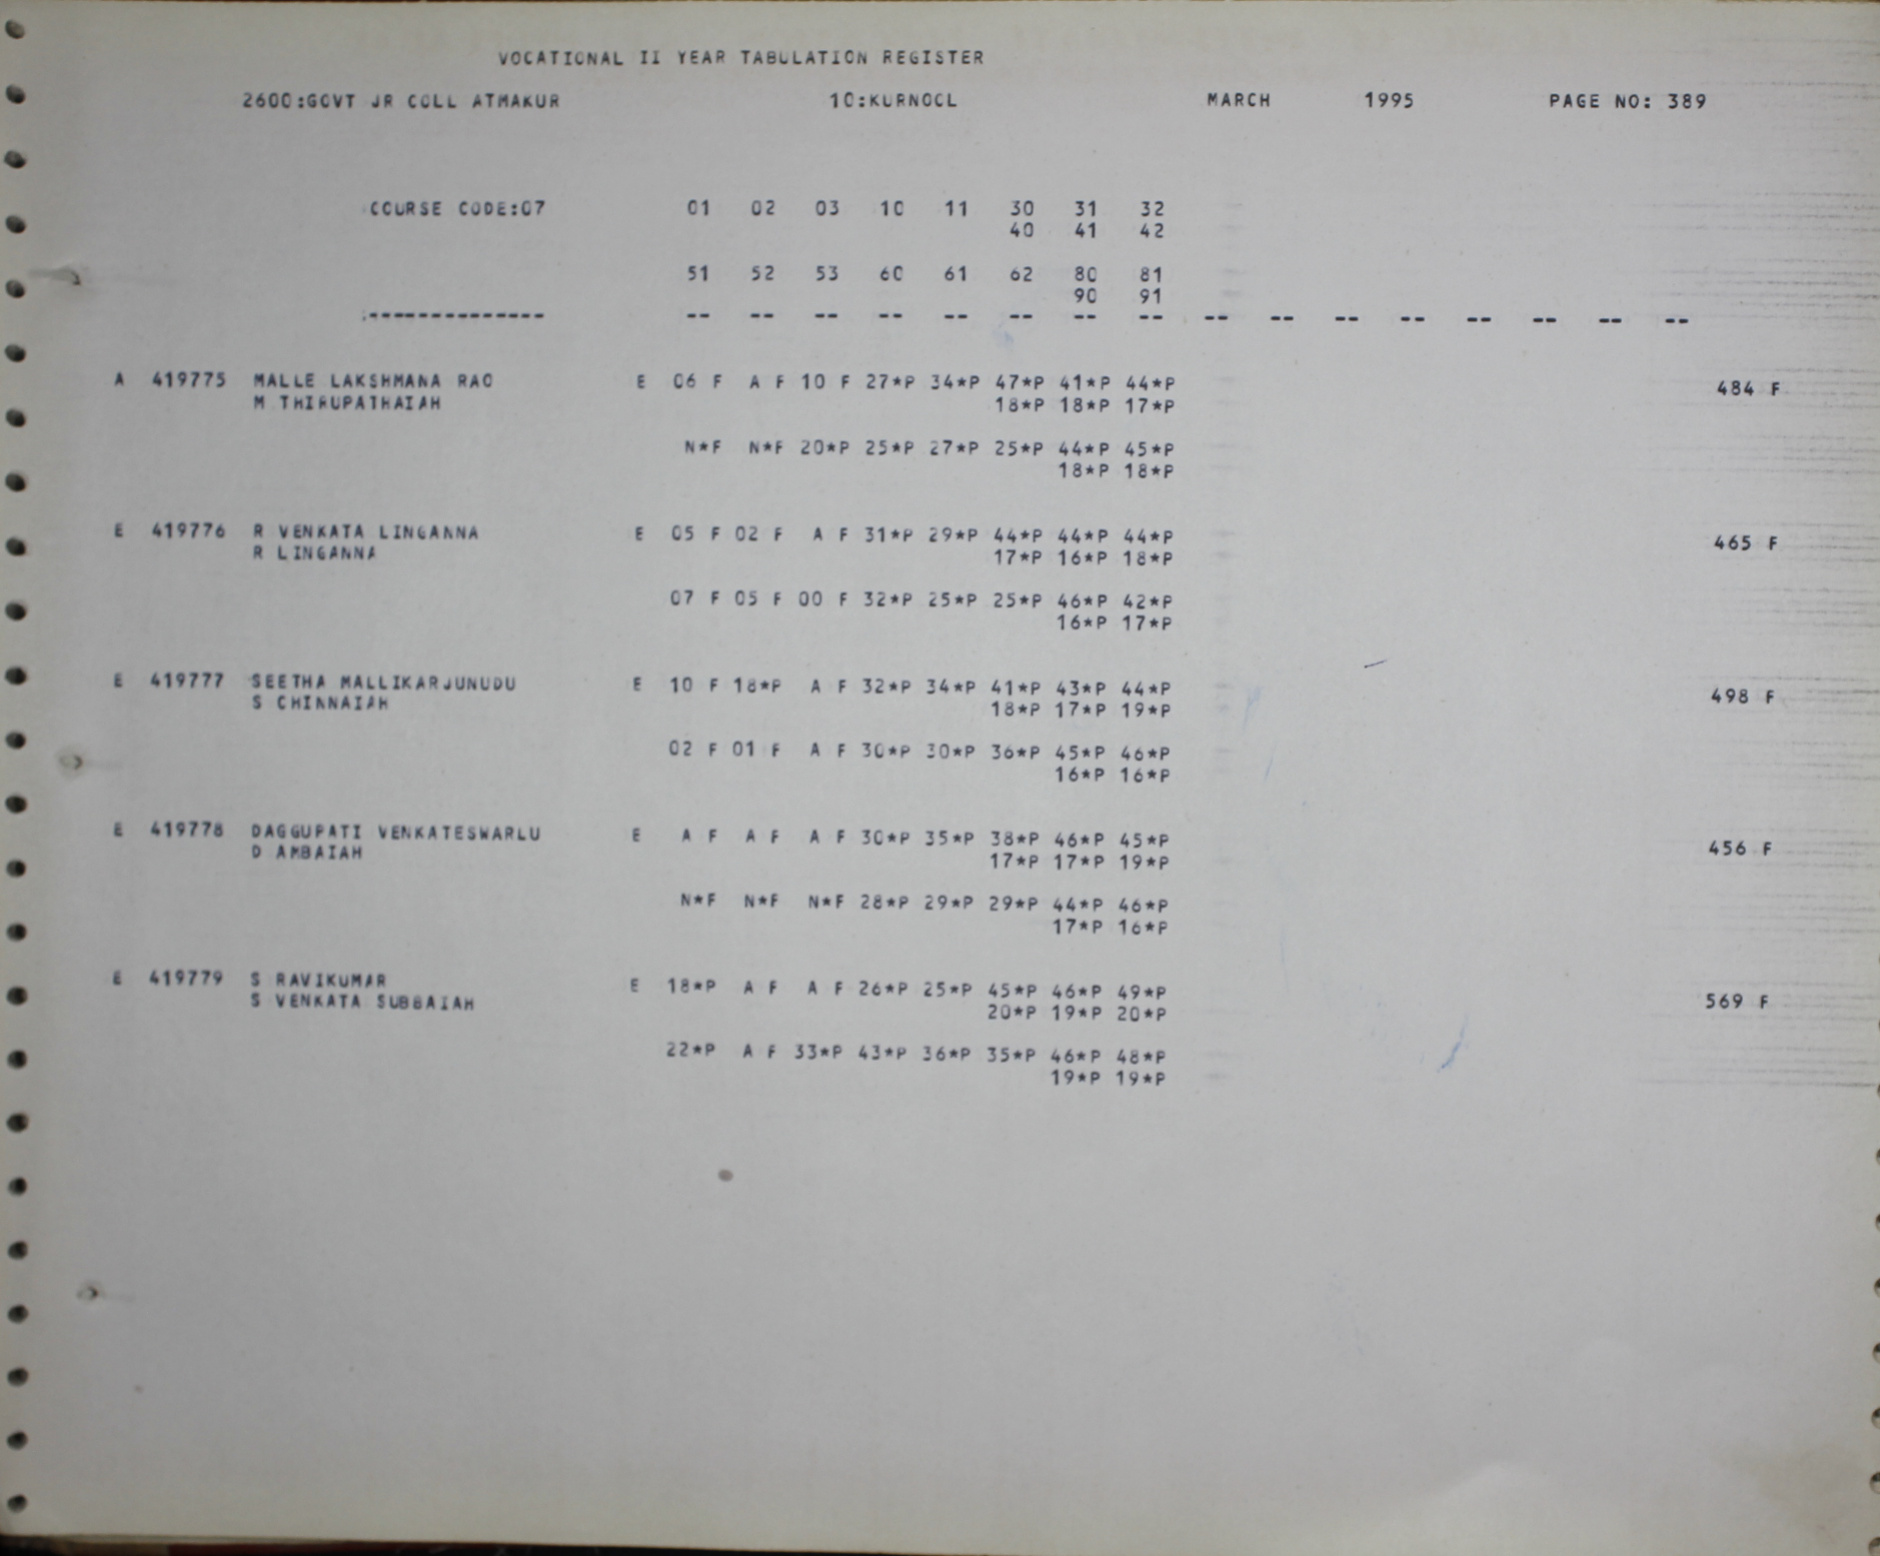 VOCATIONAL II YEAR TABULATION REGISTER
2600:GOVT JR COLL ATMAKUR 10:KURNOOL MARCH 1995 PAGE NO: 389
COURSE CODE:07 01 02 03 10 11 30 31 32
40 41 42
51 52 53 60 61 62 80 81
90 91
-------------- -- -- -- -- -- -- -- -- -- -- -- -- -- -- -- --
A 419775 MALLE LAKSHMANA RAO E 06 F A F 10 F 27*P 34*P 47*P 41*P 44*P 484 F
M THIRUPATHAIAH 18*P 18*P 17*P
N*F N*F 20*P 25*P 27*P 25*P 44*P 45*P
18*P 18*P
E 419776 R VENKATA LINGANNA E 05 F 02 F A F 31*P 29*P 44*P 44*P 44*P 465 F
R LINGANNA 17*P 16*P 18*P
07 F 05 F 00 F 32*P 25*P 25*P 46*P 42*P
16*P 17*P
E 419777 SEETHA MALLIKARJUNUDU E 10 F 18*P A F 32*P 34*P 41*P 43*P 44*P 498 F
S CHINNAIAH 18*P 17*P 19*P
02 F 01 F A F 30*P 30*P 36*P 45*P 46*P
16*P 16*P
E 419778 DAGGUPATI VENKATESWARLU E A F A F A F 30*P 35*P 38*P 46*P 45*P 456 F
D AMBAIAH 17*P 17*P 19*P
N*F N*F N*F 28*P 29*P 29*P 44*P 46*P
17*P 16*P
E 419779 S RAVIKUMAR E 18*P A F A F 26*P 25*P 45*P 46*P 49*P 569 F
S VENKATA SUBBAIAH 20*P 19*P 20*P
22*P A F 33*P 43*P 36*P 35*P 46*P 48*P
19*P 19*P